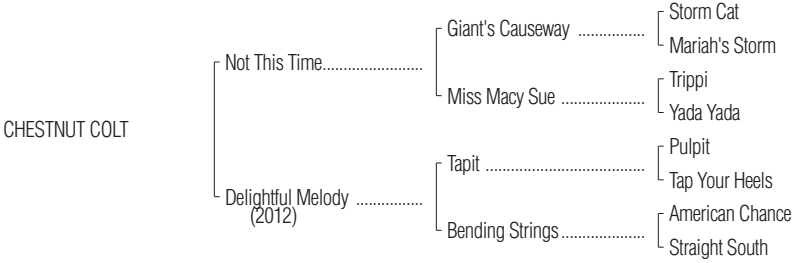 Storm Cat
Giant's Causeway ................
Mariah's Storm
Not This Time........................
Trippi
Miss Macy Sue ....................
Yada Yada
CHESTNUT COLT
Pulpit
Tapit ......................................
Tap Your Heels
Delightful Melody ................
(2012)
American Chance
Bending Strings....................
Straight South